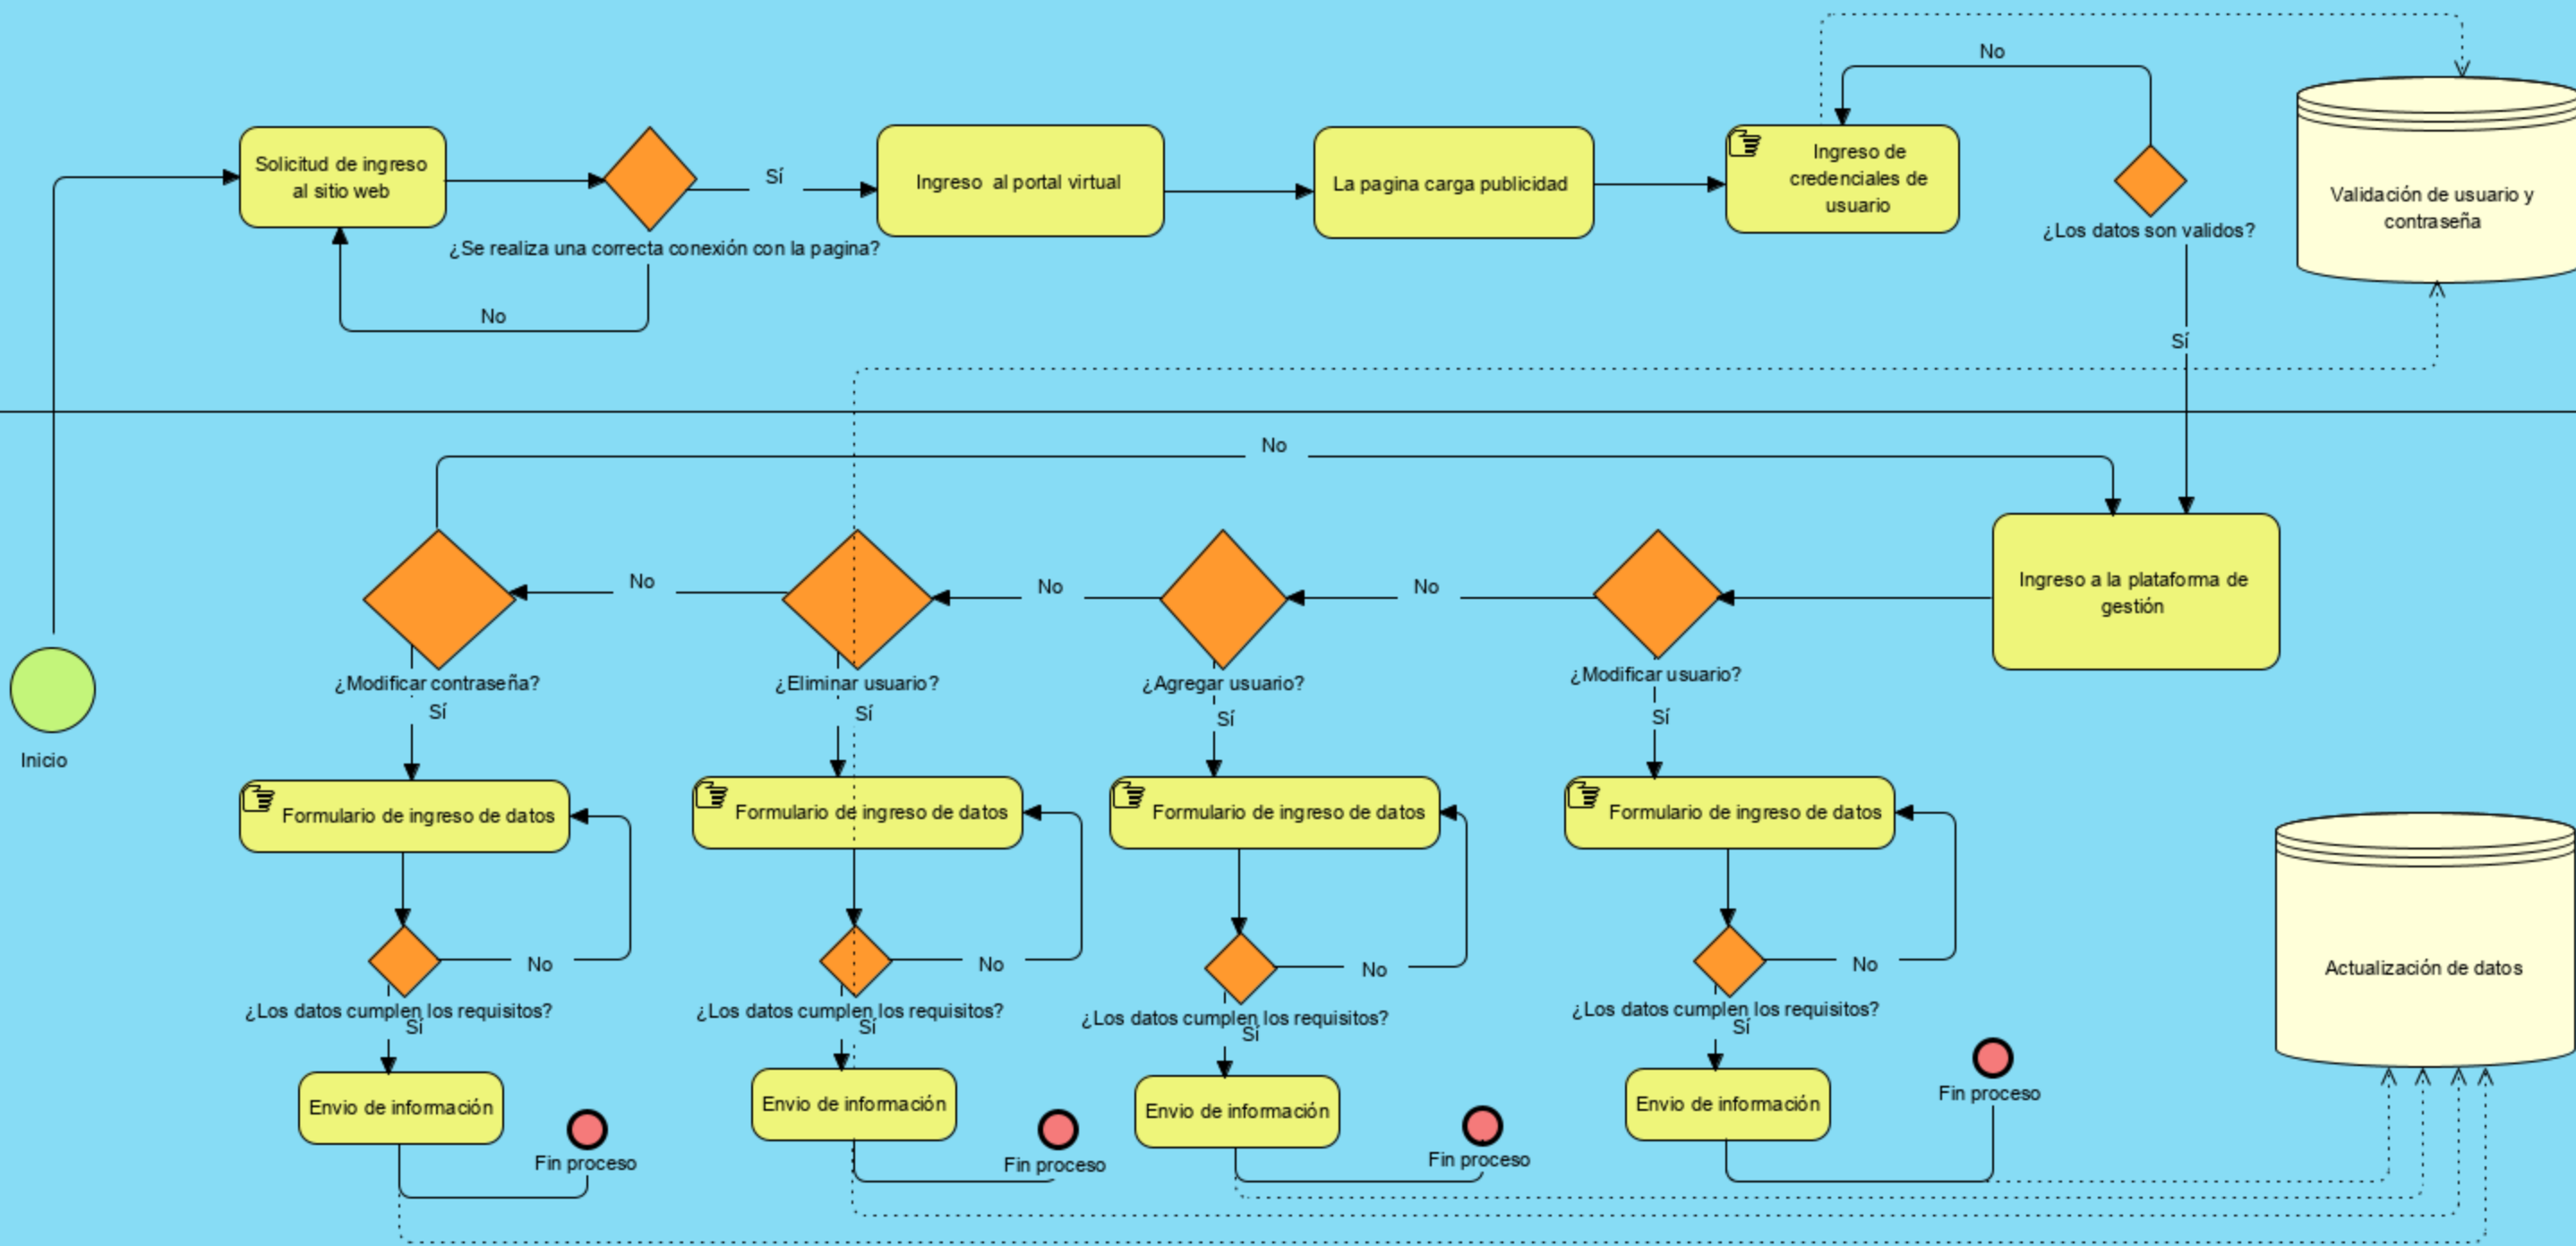 No
Solicitud de ingreso
al sitio web
Sí
Ingreso al portal virtual
La pagina carga publicidad
Ingreso de
credenciales de
usuario
Validación de usuario y
contraseña
¿Se realiza una correcta conexión con la pagina?
¿Los datos son validos?
No
Sí
No
Ingreso a la plataforma de
gestión
No
No
No
¿Modificar contraseña?
¿Eliminar usuario?
¿Agregar usuario?
¿Modificar usuario?
Sí
Sí
Sí
Sí
Inicio
Formulario de ingreso de datos
Formulario de ingreso de datos
Formulario de ingreso de datos
Formulario de ingreso de datos
No
No
No
No
Actualización de datos
¿Los datos cumplen los requisitos?
¿Los datos cumplen los requisitos?
¿Los datos cumplen los requisitos?
¿Los datos cumplen los requisitos?
Sí
Sí
Sí
Sí
Envio de información
Envio de información
Envio de información
Envio de información
Fin proceso
Fin proceso
Fin proceso
Fin proceso